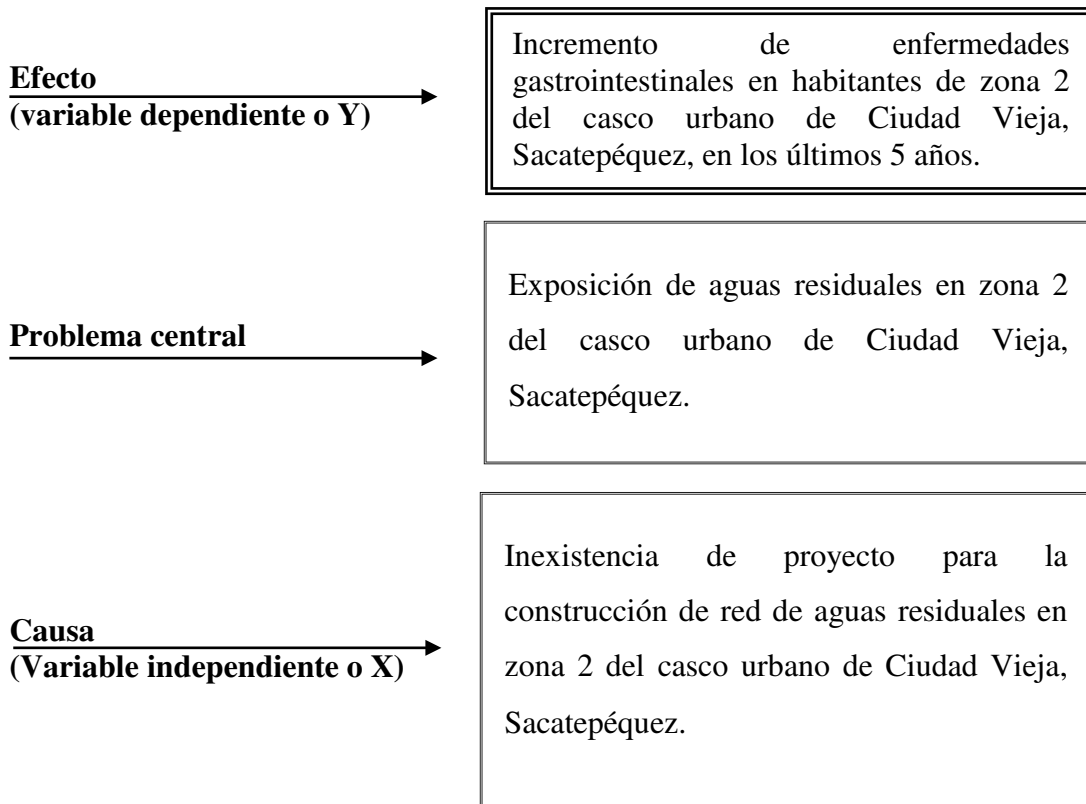 Efecto
(variable dependiente o Y)
Incremento de enfermedades
gastrointestinales en habitantes de zona 2
del casco urbano de Ciudad Vieja,
Sacatepéquez, en los últimos 5 años.
Problema central
Exposición de aguas residuales en zona 2
del casco urbano de Ciudad Vieja,
Sacatepéquez.
Causa
(Variable independiente o X)
Inexistencia de proyecto para la
construcción de red de aguas residuales en
zona 2 del casco urbano de Ciudad Vieja,
Sacatepéquez.